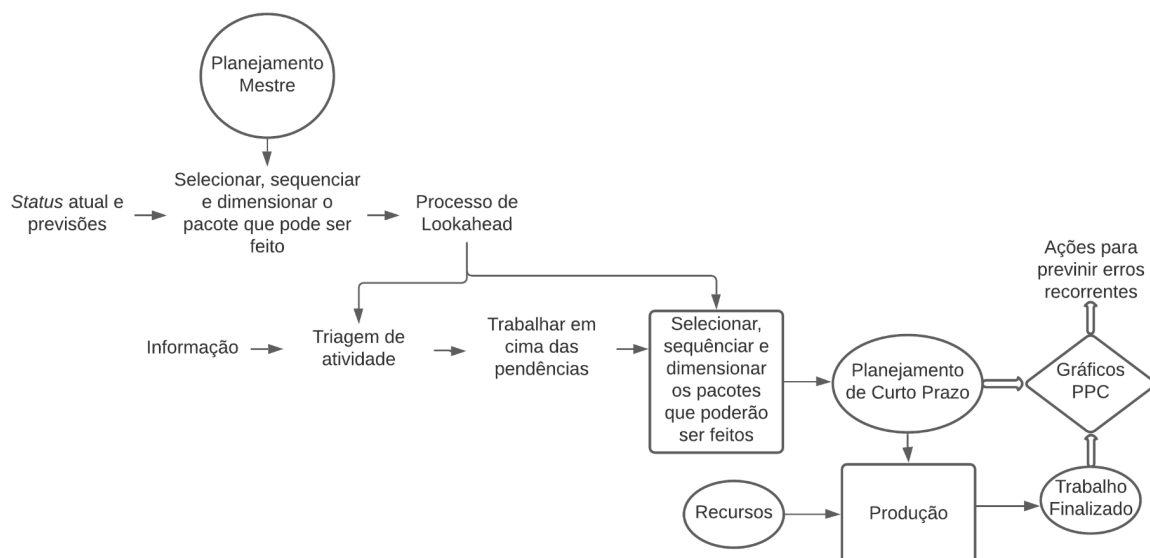 Planejamento
Mestre
Status atual e
previsões
Selecionar, sequenciar
e dimensionar o
pacote que pode ser
feito
Processo de
Lookahead
Informação
Triagem de
atividade
Trabalhar em
cima das
pendências
Selecionar,
sequênciar e
dimensionar
os pacotes
que poderão
ser feitos
Planejamento
de Curto Prazo
Ações para
previnir erros
recorrentes
Gráficos
PPC
Recursos
Produção
Trabalho
Finalizado